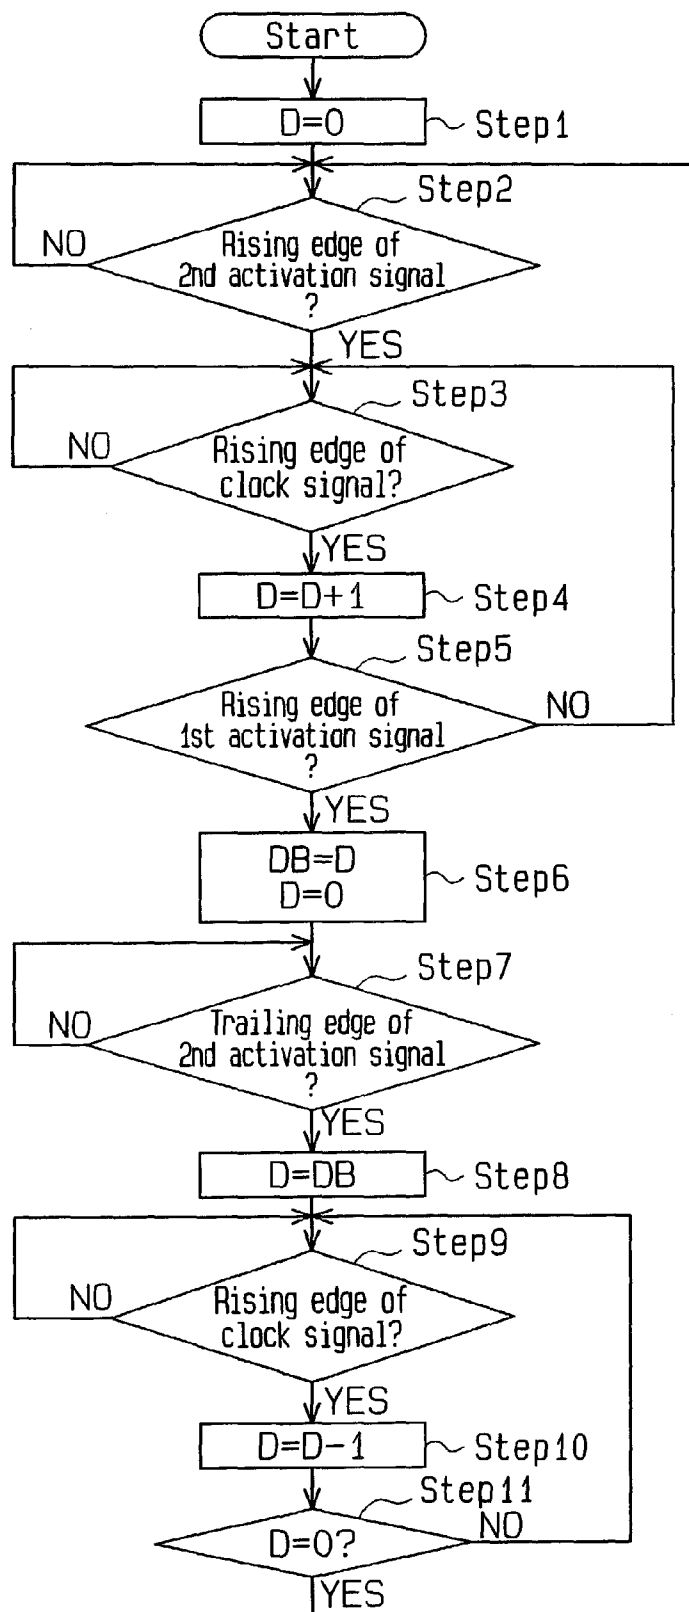 Start
D=0
Step1
Step2
NO
Rising edge of
2nd activation signal
?
YES
Step3
NO
Rising edge of
clock signal?
YES
D=D+1
Step4
Step5
Rising edge of
1st activation signal
?
NO
YES
DB=D
D=0
Step6
Step7
NO
Trailing edge of
2nd activation signal
?
YES
D=DB
Step8
Step9
NO
Rising edge of
clock signal?
YES
D=D-1
Step10
Step11
D=0?
NO
YES